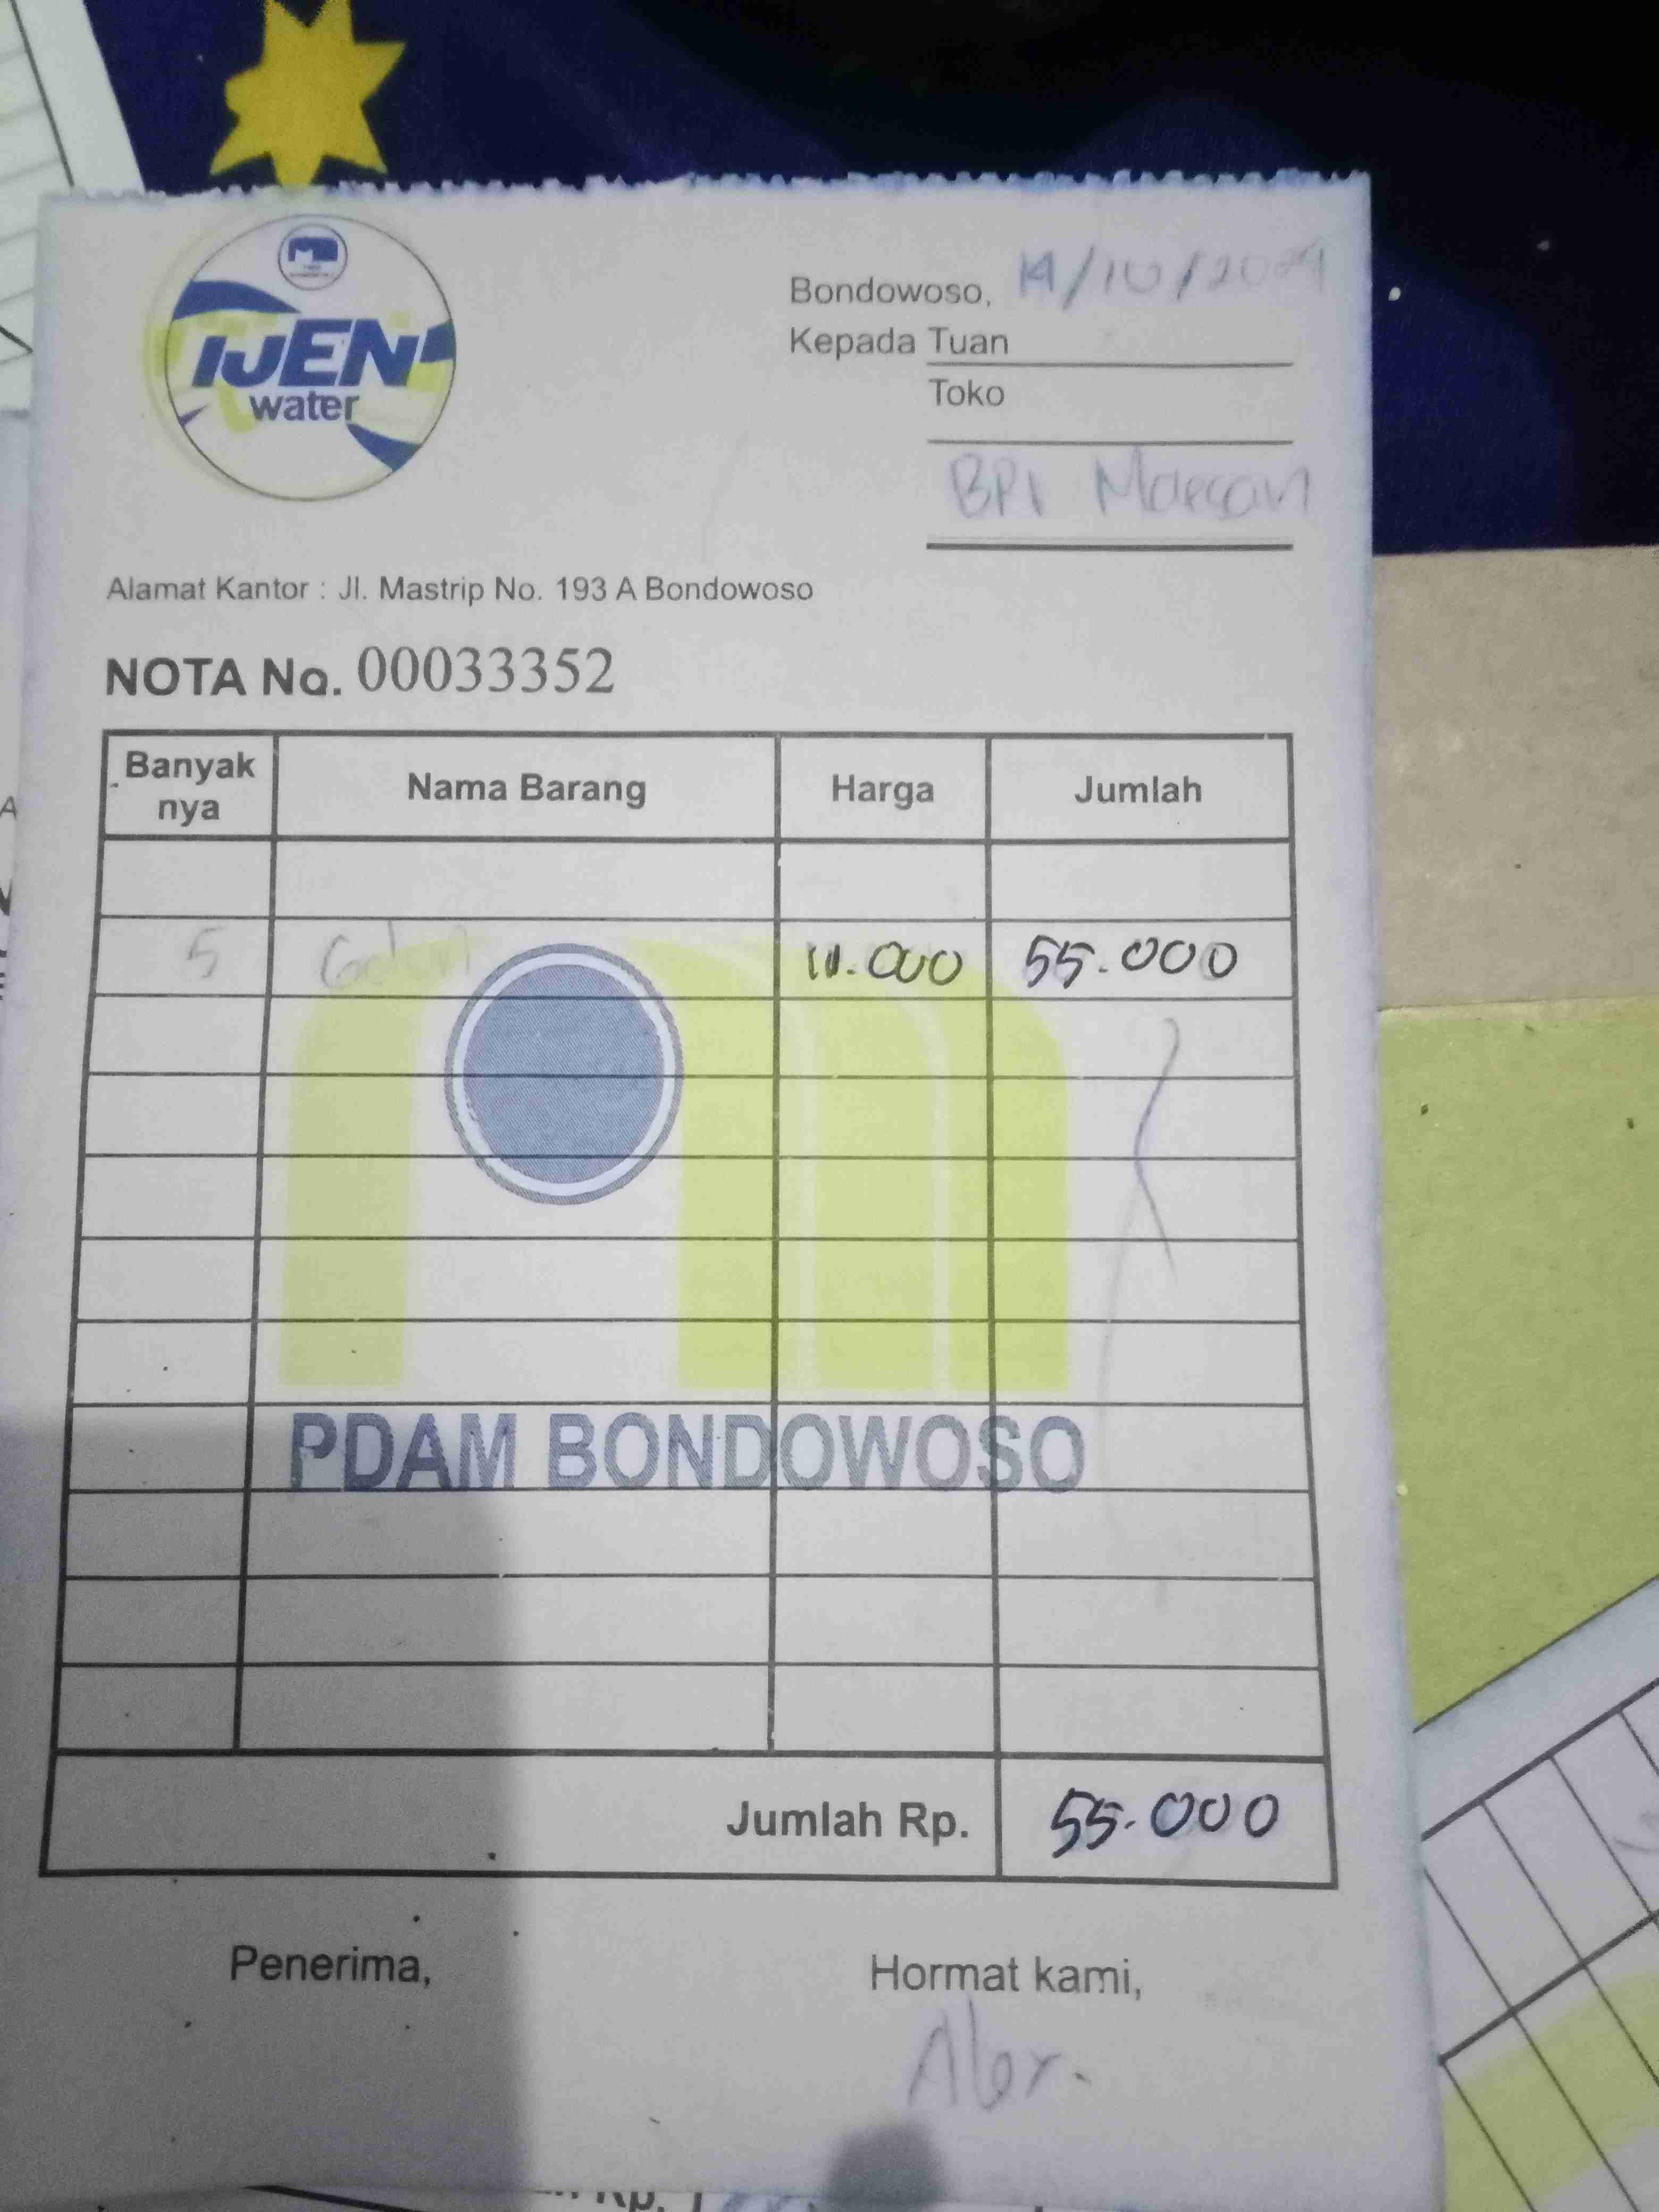 IJEN
water
Bondowoso, 14/10/2024
Kepada Tuan
Toko
BPI Maesan
Alamat Kantor : Jl. Mastrip No. 193 A Bondowoso
NOTA No. 00033352
Banyak nya Nama Barang Harga Jumlah
5 Galon 11.000 55.000
PDAM BONDOWOSO
Jumlah Rp. 55.000
Penerima, Hormat kami,
Alex.